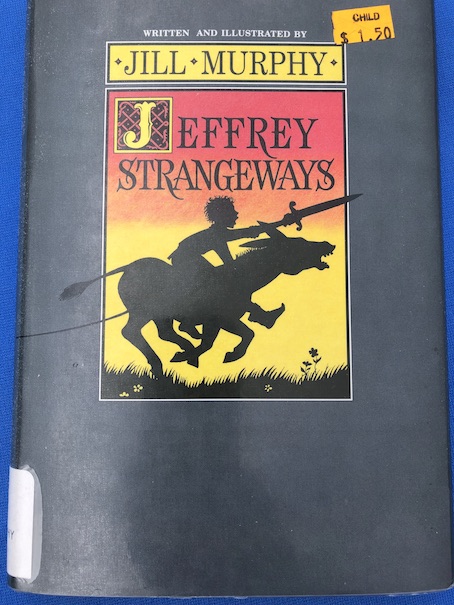 WRITTEN AND ILLUSTRATED BY
CHILD
$ 1.50
JILL MURPHY
JEFFREY
STRANGEWAYS